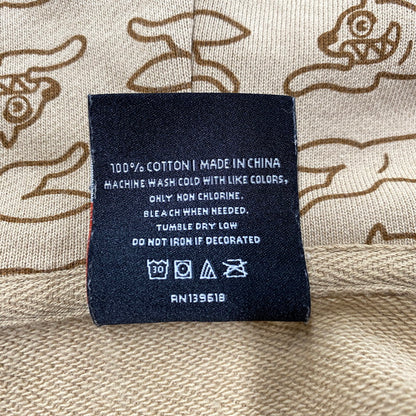 100% COTTON | MADE IN CHINA
MACHINE WASH COLD WITH LIKE COLORS,
ONLY NON CHLORINE.
BLEACH WHEN NEEDED.
TUMBLE DRY LOW
DO NOT IRON IF DECORATED
30
RN139618